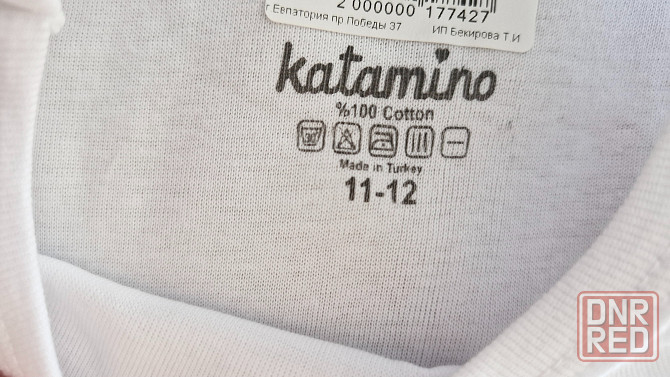 2 000000 177427
г Евпатория пр Победы 37 ИП Бекирова Т И
katamino
%100 Cotton
30°
Made in Turkey
11-12
DNR
RED